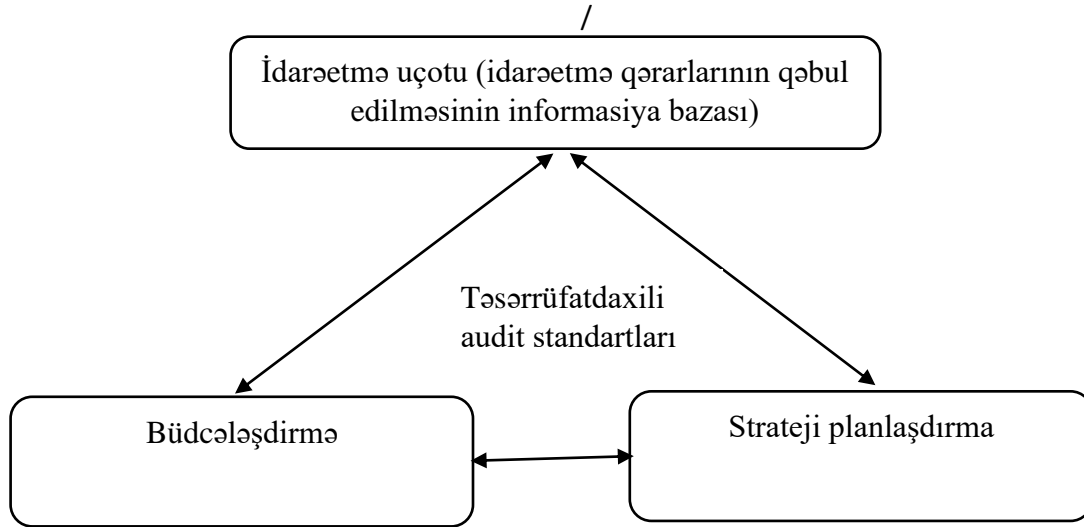 /
İdarəetmə uçotu (idarəetmə qərarlarının qəbul
edilməsinin informasiya bazası)
Təsərrüfatdaxili
audit standartları
Büdcələşdirmə
Strateji planlaşdırma